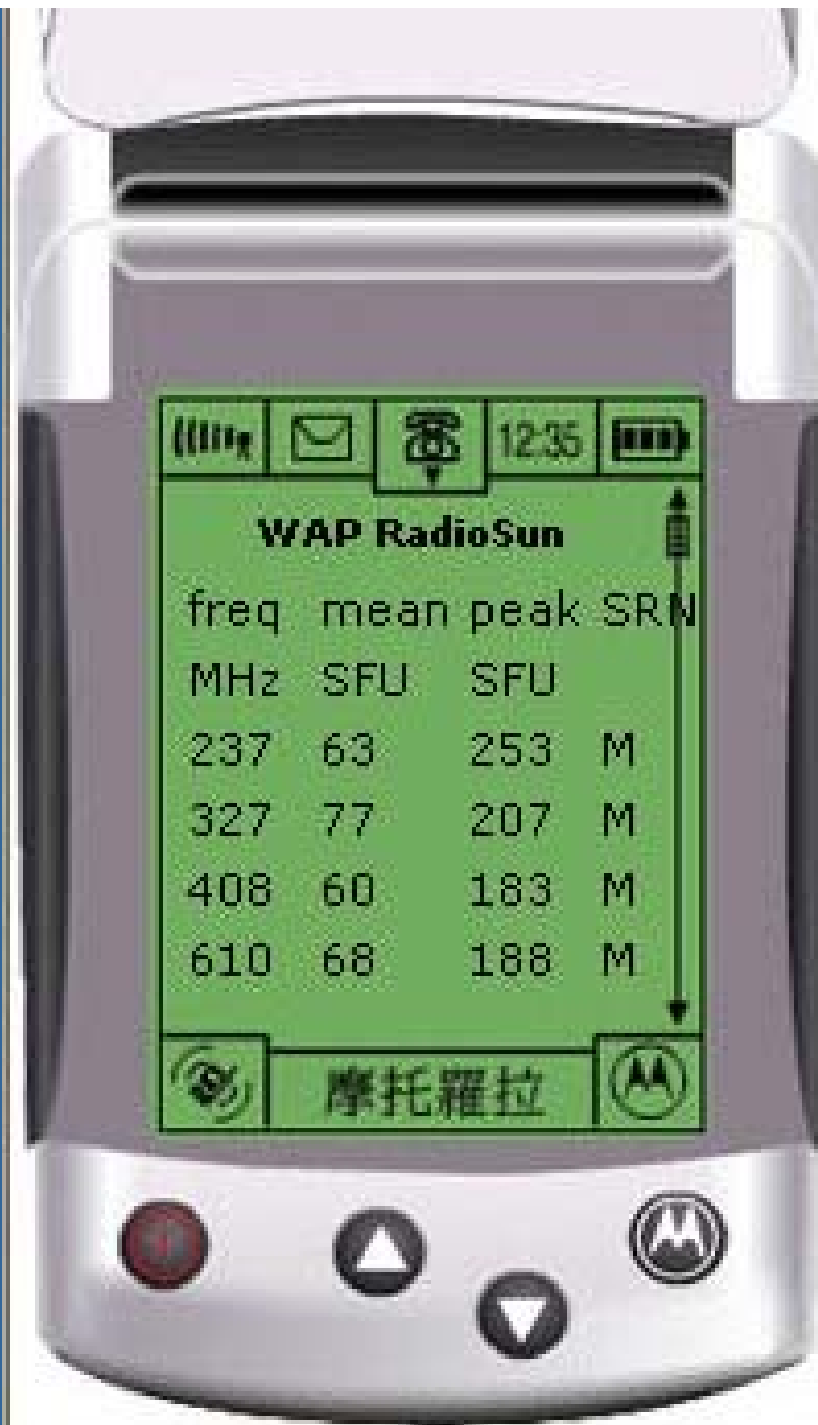 12:35
WAP RadioSun
freq mean peak SRN
MHz SFU SFU
237 63 253 M
327 77 207 M
408 60 183 M
610 68 188 M
摩托羅拉